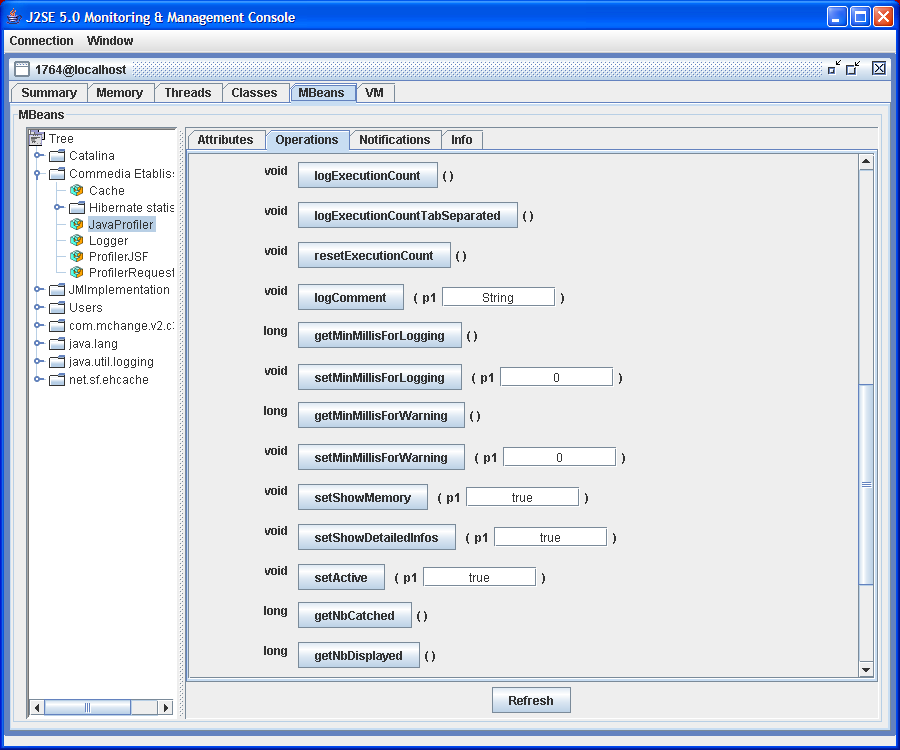 J2SE 5.0 Monitoring & Management Console
Connection Window
1764@localhost
Summary Memory Threads Classes MBeans VM
MBeans
Tree
Catalina
Commedia Etablis
Cache
Hibernate statis
JavaProfiler
Logger
ProfilerJSF
ProfilerRequest
JMImplementation
Users
com.mchange.v2.c
java.lang
java.util.logging
net.sf.ehcache
Attributes Operations Notifications Info
void logExecutionCount ( )
void logExecutionCountTabSeparated ( )
void resetExecutionCount ( )
void logComment ( p1 String )
long getMinMillisForLogging ( )
void setMinMillisForLogging ( p1 0 )
long getMinMillisForWarning ( )
void setMinMillisForWarning ( p1 0 )
void setShowMemory ( p1 true )
void setShowDetailedInfos ( p1 true )
void setActive ( p1 true )
long getNbCatched ( )
long getNbDisplayed ( )
Refresh